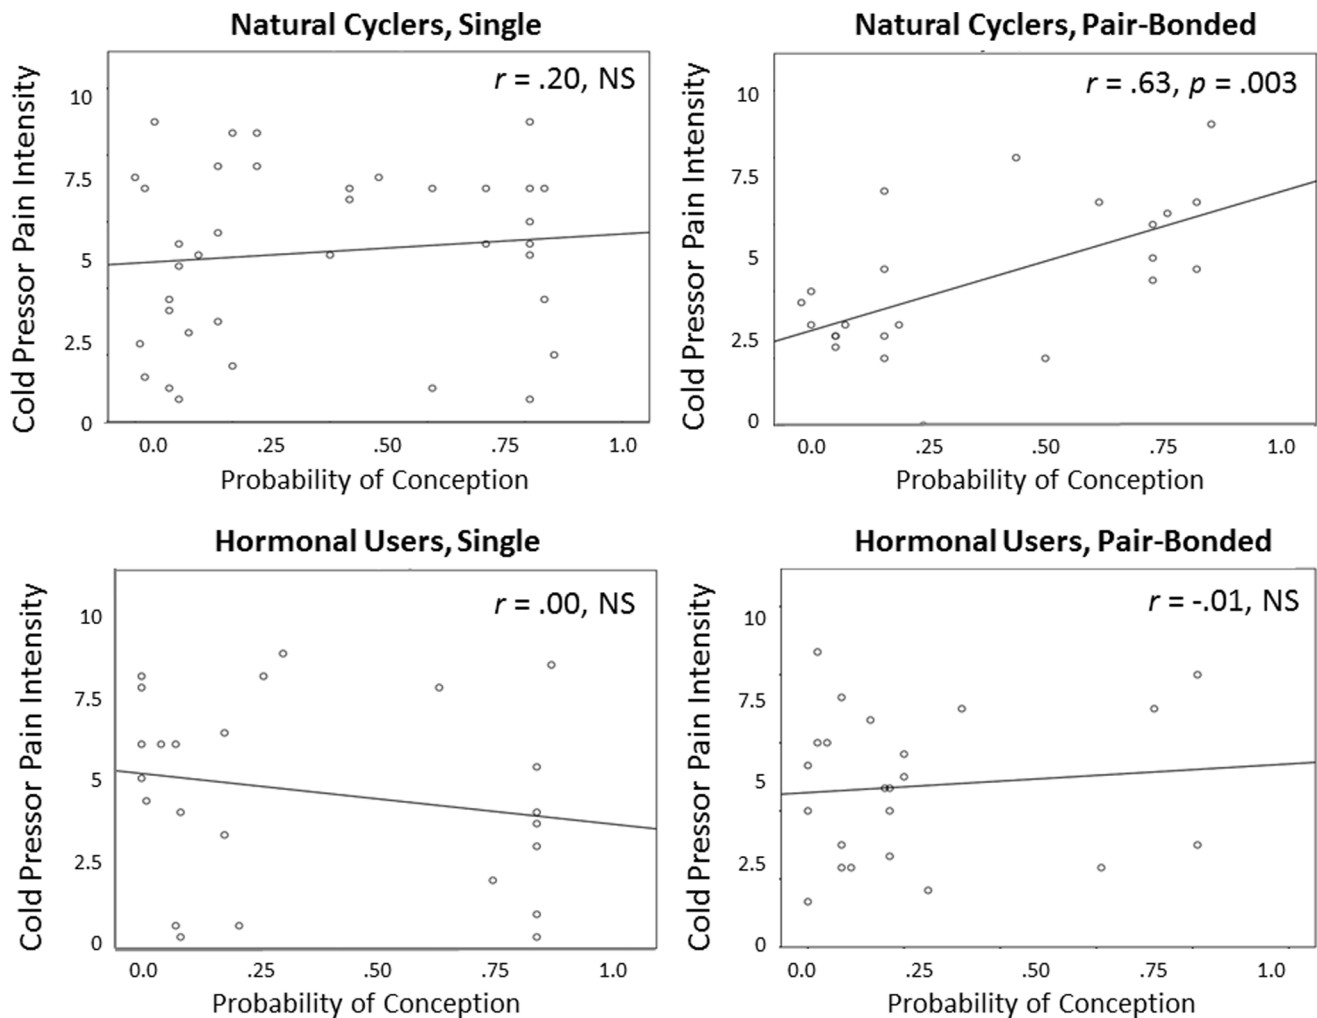 Natural Cyclers, Single
r = .20, NS
Cold Pressor Pain Intensity
10
7.5
5
2.5
0
0.0 .25 .50 .75 1.0
Probability of Conception
Natural Cyclers, Pair-Bonded
r = .63, p = .003
Cold Pressor Pain Intensity
10
7.5
5
2.5
0
0.0 .25 .50 .75 1.0
Probability of Conception
Hormonal Users, Single
r = .00, NS
Cold Pressor Pain Intensity
10
7.5
5
2.5
0
0.0 .25 .50 .75 1.0
Probability of Conception
Hormonal Users, Pair-Bonded
r = -.01, NS
Cold Pressor Pain Intensity
10
7.5
5
2.5
0
0.0 .25 .50 .75 1.0
Probability of Conception